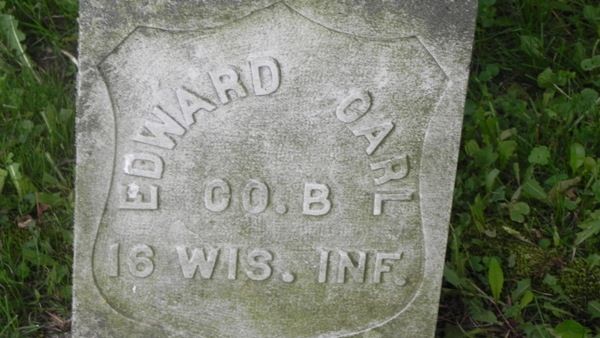 EDWARD CARL
CO. B
16 WIS. INF.